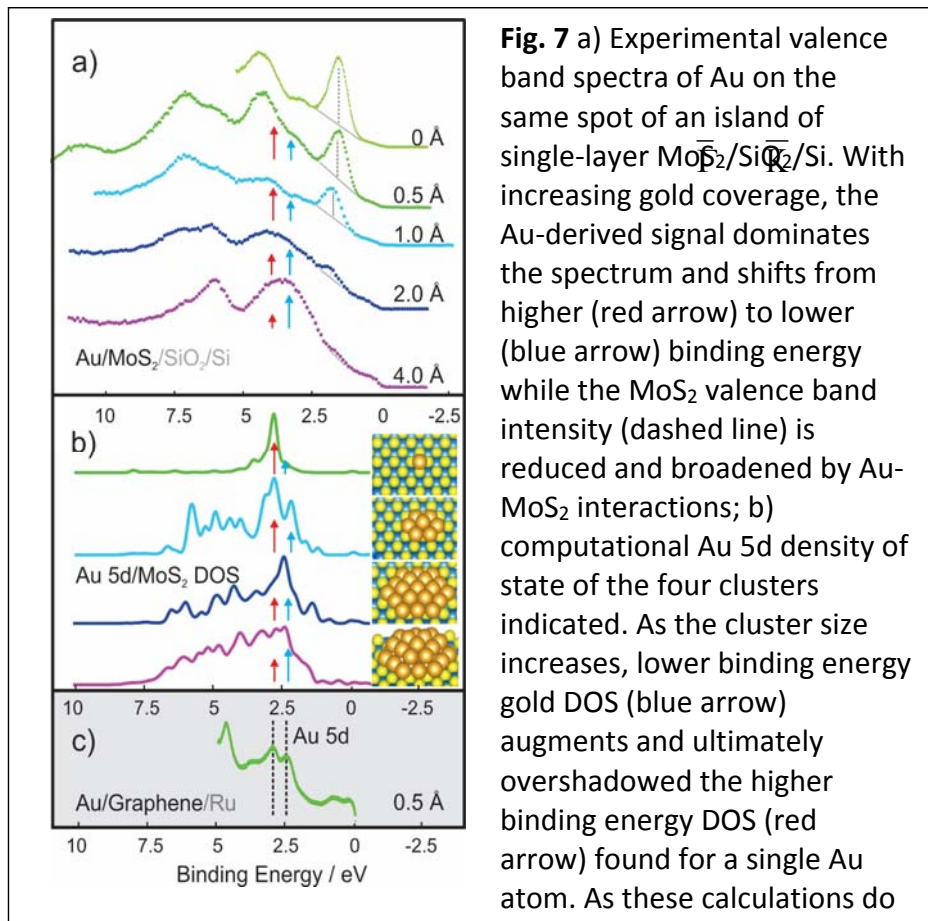 a)
0 Å
0.5 Å
1.0 Å
2.0 Å
4.0 Å
Au/MoS₂/SiO₂/Si
10 7.5 5 2.5 0 -2.5
b)
Au 5d/MoS₂ DOS
10 7.5 5 2.5 0 -2.5
c)
Au 5d
Au/Graphene/Ru
0.5 Å
10 7.5 5 2.5 0 -2.5
Binding Energy / eV
Fig. 7 a) Experimental valence
band spectra of Au on the
same spot of an island of
single-layer MoS₂/SiO₂/Si. With
increasing gold coverage, the
Au-derived signal dominates
the spectrum and shifts from
higher (red arrow) to lower
(blue arrow) binding energy
while the MoS₂ valence band
intensity (dashed line) is
reduced and broadened by Au-
MoS₂ interactions; b)
computational Au 5d density of
state of the four clusters
indicated. As the cluster size
increases, lower binding energy
gold DOS (blue arrow)
augments and ultimately
overshadowed the higher
binding energy DOS (red
arrow) found for a single Au
atom. As these calculations do